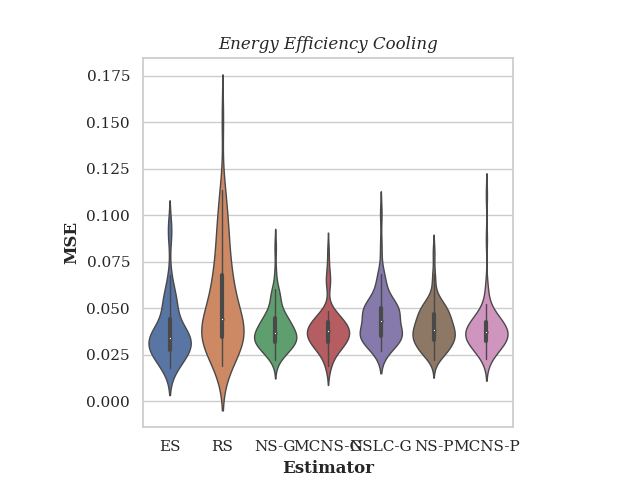 Energy Efficiency Cooling
0.175
0.150
0.125
0.100
0.075
0.050
0.025
0.000
MSE
ES RS NS-G MCNS-G NSLC-G NS-P MCNS-P
Estimator